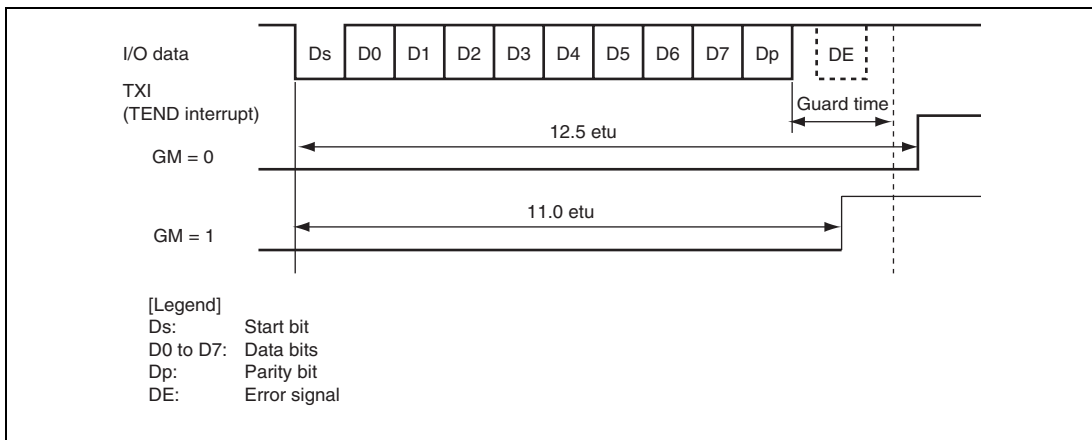 I/O data
Ds D0 D1 D2 D3 D4 D5 D6 D7 Dp DE
TXI
(TEND interrupt)
Guard time
12.5 etu
GM = 0
11.0 etu
GM = 1
[Legend]
Ds: Start bit
D0 to D7: Data bits
Dp: Parity bit
DE: Error signal